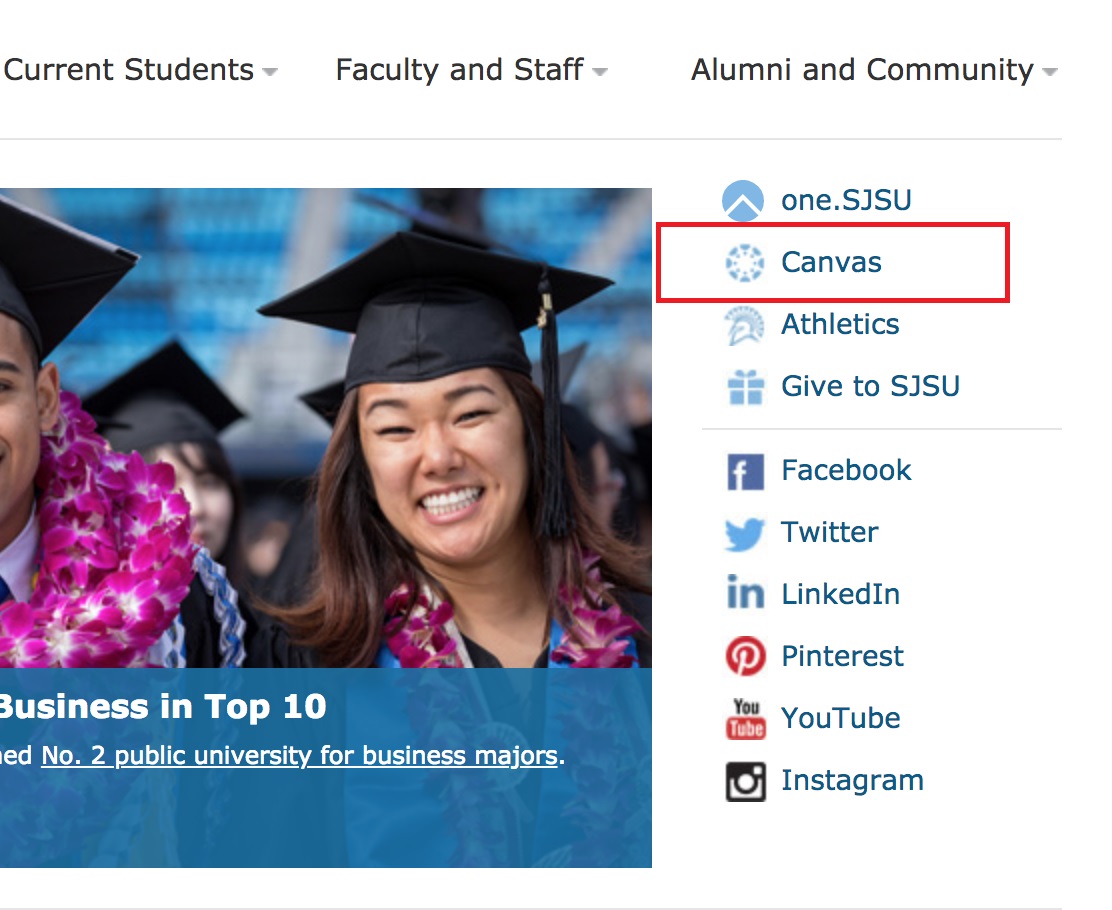 Current Students
Faculty and Staff
Alumni and Community
one.SJSU
Canvas
Athletics
Give to SJSU
Facebook
Twitter
LinkedIn
Pinterest
You Tube YouTube
Instagram
Business in Top 10
No. 2 public university for business majors.